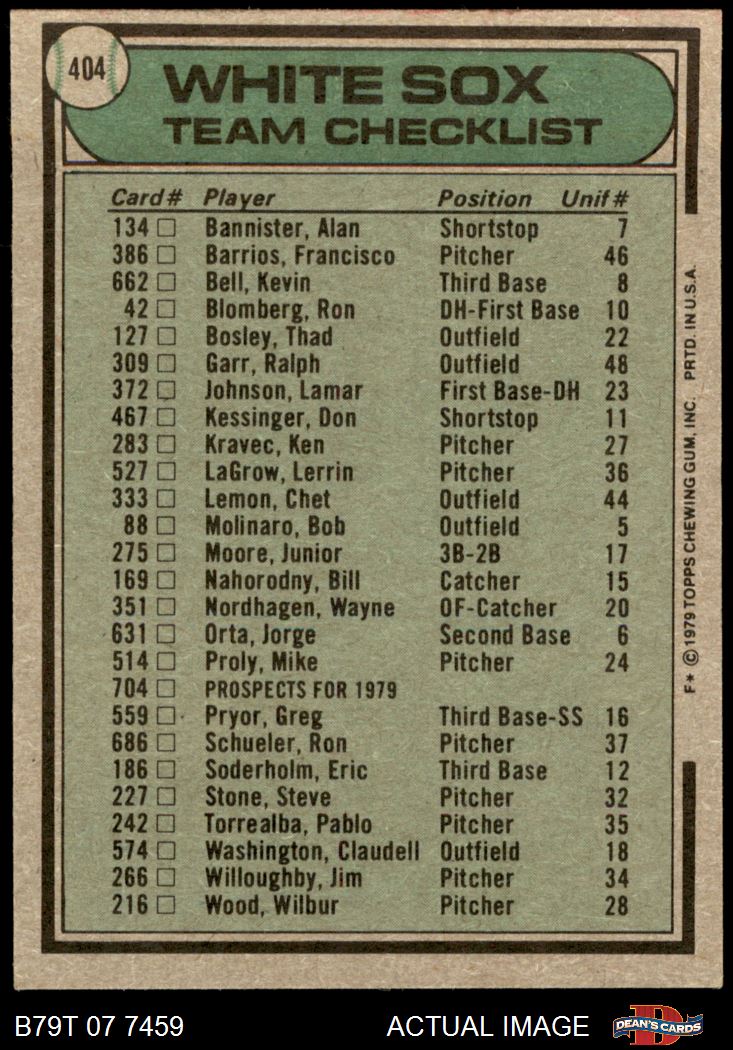 404
WHITE SOX
TEAM CHECKLIST
Card# Player Position Unif#
134 Bannister, Alan Shortstop 7
386 Barrios, Francisco Pitcher 46
662 Bell, Kevin Third Base 8
42 Blomberg, Ron DH-First Base 10
127 Bosley, Thad Outfield 22
309 Garr, Ralph Outfield 48
372 Johnson, Lamar First Base-DH 23
467 Kessinger, Don Shortstop 11
283 Kravec, Ken Pitcher 27
527 LaGrow, Lerrin Pitcher 36
333 Lemon, Chet Outfield 44
88 Molinaro, Bob Outfield 5
275 Moore, Junior 3B-2B 17
169 Nahorodny, Bill Catcher 15
351 Nordhagen, Wayne OF-Catcher 20
631 Orta, Jorge Second Base 6
514 Proly, Mike Pitcher 24
704 PROSPECTS FOR 1979
559 Pryor, Greg Third Base-SS 16
686 Schueler, Ron Pitcher 37
186 Soderholm, Eric Third Base 12
227 Stone, Steve Pitcher 32
242 Torrealba, Pablo Pitcher 35
574 Washington, Claudell Outfield 18
266 Willoughby, Jim Pitcher 34
216 Wood, Wilbur Pitcher 28
F* © 1979 TOPPS CHEWING GUM, INC. PRTD. IN U.S.A.
B79T 07 7459 ACTUAL IMAGE DEAN'S CARDS